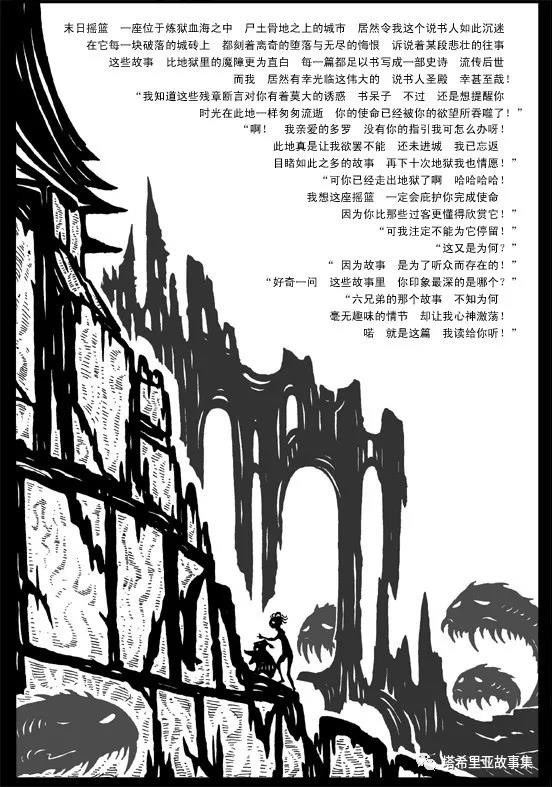 末日摇篮 一座位于炼狱血海之中 尸土骨地之上的城市 居然令我这个说书人如此沉迷
在它每一块破落的城砖上 都刻着离奇的堕落与无尽的悔恨 诉说着某段悲壮的往事
这些故事 比地狱里的魔障更为直白 每一篇都足以书写成一部史诗 流传后世
而我 居然有幸光临这伟大的 说书人圣殿 幸甚至哉!
“我知道这些残章断言对你有着莫大的诱惑 书呆子 不过 还是想提醒你
时光在此地一样匆匆流逝 你的使命已经被你的欲望所吞噬了!”
“啊! 我亲爱的多罗 没有你的指引我可怎么办呀!
此地真是让我欲罢不能 还未进城 我已忘返
目睹如此之多的故事 再下十次地狱我也情愿!”
“可你已经走出地狱了啊 哈哈哈哈!
我想这座摇篮 一定会庇护你完成使命
因为你比那些过客更懂得欣赏它!”
“可我注定不能为它停留!”
“这又是为何?”
“ 因为故事 是为了听众而存在的!”
“好奇一问 这些故事里 你印象最深的是哪个?”
“六兄弟的那个故事 不知为何
毫无趣味的情节 却让我心神激荡!
喏 就是这篇 我读给你听!”
塔希里亚故事集